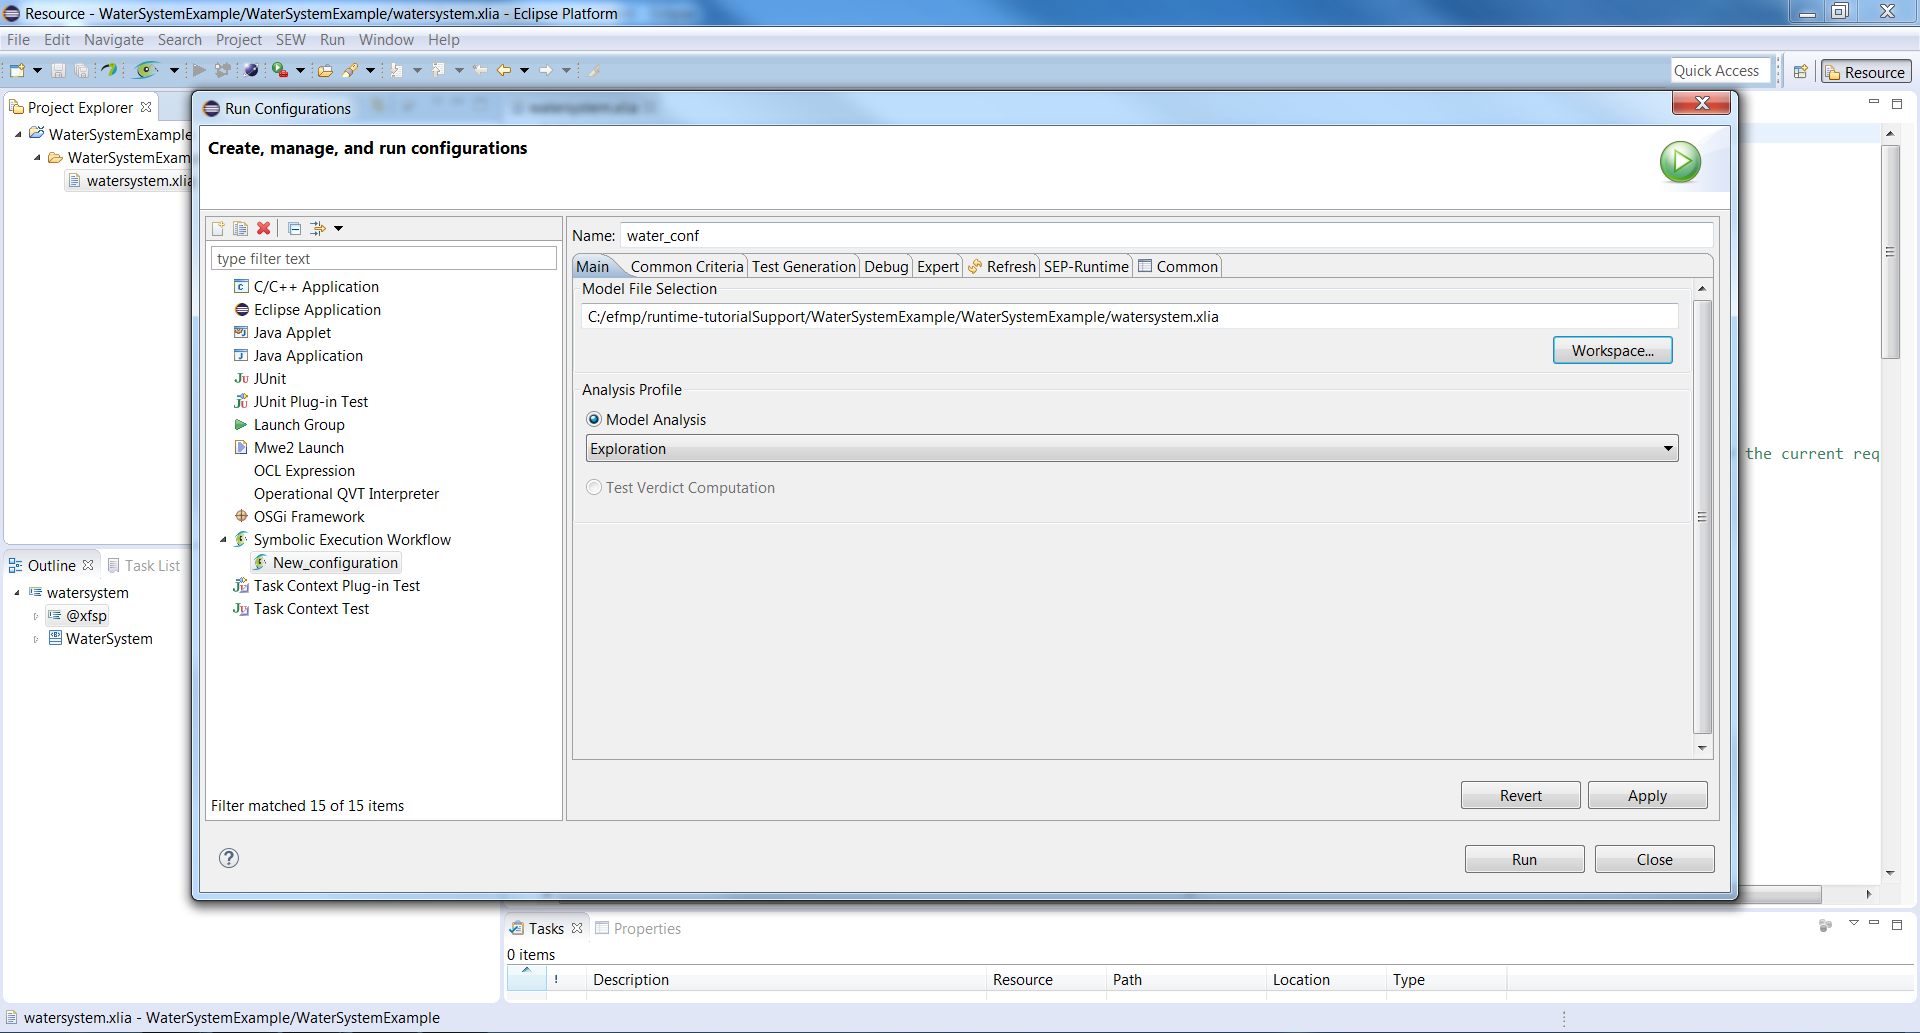 Resource - WaterSystemExample/WaterSystemExample/watersystem.xlia - Eclipse Platform
File Edit Navigate Search Project SEW Run Window Help
Quick Access
Resource
Project Explorer
WaterSystemExample
WaterSystemExam
watersystem.xlia
Run Configurations
watersystem.xlia
Create, manage, and run configurations
type filter text
C/C++ Application
Eclipse Application
Java Applet
Java Application
JUnit
JUnit Plug-in Test
Launch Group
Mwe2 Launch
OCL Expression
Operational QVT Interpreter
OSGi Framework
Symbolic Execution Workflow
New_configuration
Task Context Plug-in Test
Task Context Test
Filter matched 15 of 15 items
Name: water_conf
Main Common Criteria Test Generation Debug Expert Refresh SEP-Runtime Common
Model File Selection
C:/efmp/runtime-tutorialSupport/WaterSystemExample/WaterSystemExample/watersystem.xlia
Workspace...
Analysis Profile
Model Analysis
Exploration
Test Verdict Computation
Revert Apply
Run Close
the current req
Outline Task List
watersystem
@xfsp
WaterSystem
Tasks Properties
0 items
! Description Resource Path Location Type
watersystem.xlia - WaterSystemExample/WaterSystemExample